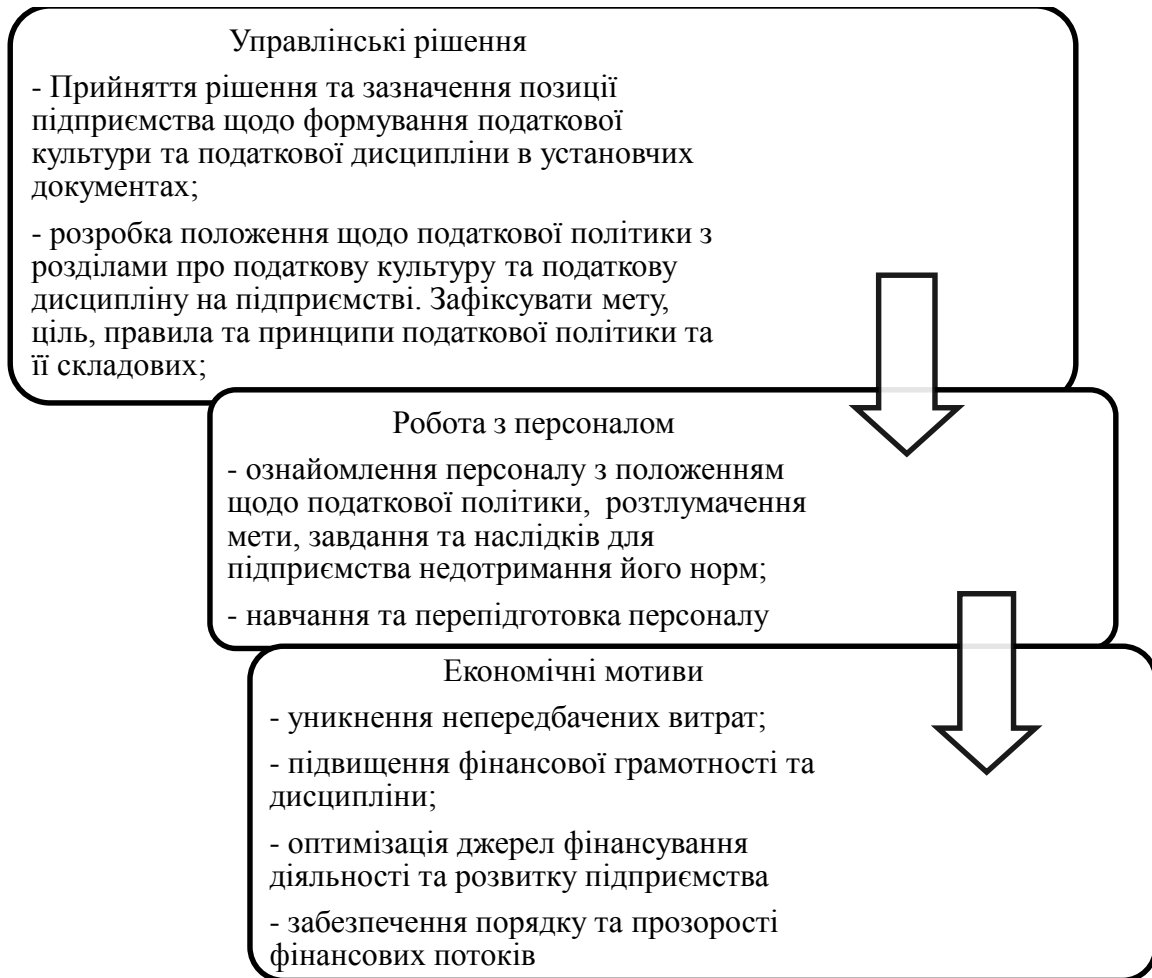 Управлінські рішення
- Прийняття рішення та зазначення позиції
підприємства щодо формування податкової
культури та податкової дисципліни в установчих
документах;
- розробка положення щодо податкової політики з
розділами про податкову культуру та податкову
дисципліну на підприємстві. Зафіксувати мету,
ціль, правила та принципи податкової політики та
її складових;
Робота з персоналом
- ознайомлення персоналу з положенням
щодо податкової політики, розтлумачення
мети, завдання та наслідків для
підприємства недотримання його норм;
- навчання та перепідготовка персоналу
Економічні мотиви
- уникнення непередбачених витрат;
- підвищення фінансової грамотності та
дисципліни;
- оптимізація джерел фінансування
діяльності та розвитку підприємства
- забезпечення порядку та прозорості
фінансових потоків